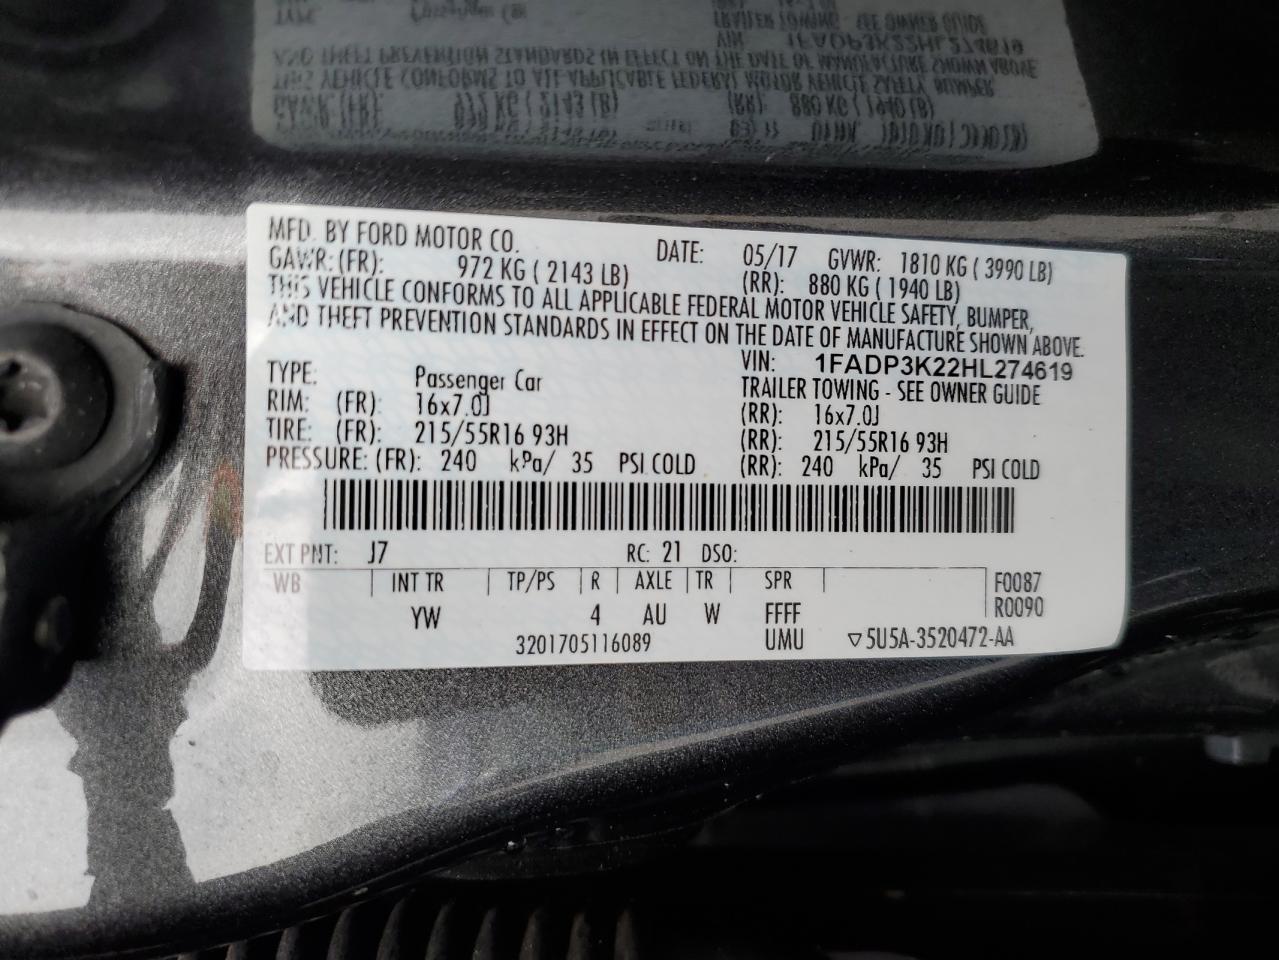 MFD. BY FORD MOTOR CO. DATE: 05/17 GVWR: 1810 KG ( 3990 LB)
GAWR: (FR): 972 KG ( 2143 LB) (RR): 880 KG ( 1940 LB)
THIS VEHICLE CONFORMS TO ALL APPLICABLE FEDERAL MOTOR VEHICLE SAFETY, BUMPER,
AND THEFT PREVENTION STANDARDS IN EFFECT ON THE DATE OF MANUFACTURE SHOWN ABOVE.
VIN: 1FADP3K22HL274619
TYPE: Passenger Car TRAILER TOWING - SEE OWNER GUIDE
RIM: (FR): 16x7.0J (RR): 16x7.0J
TIRE: (FR): 215/55R16 93H (RR): 215/55R16 93H
PRESSURE: (FR): 240 kPa/ 35 PSI COLD (RR): 240 kPa/ 35 PSI COLD
EXT PNT: J7 RC: 21 DSO:
WB INT TR TP/PS R AXLE TR SPR F0087
YW 4 AU W FFFF R0090
3201705116089 UMU ▽5U5A-3520472-AA